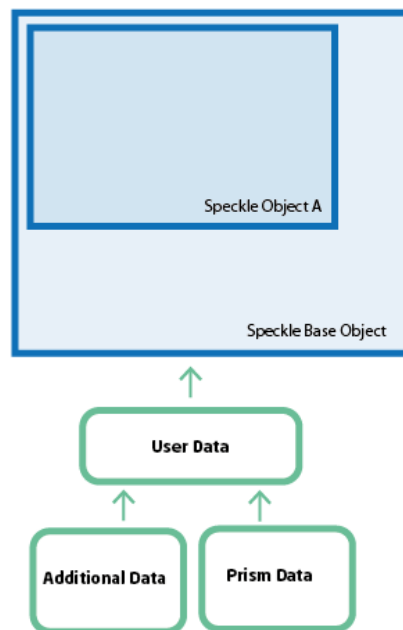 Speckle Object A
Speckle Base Object
User Data
Additional Data
Prism Data